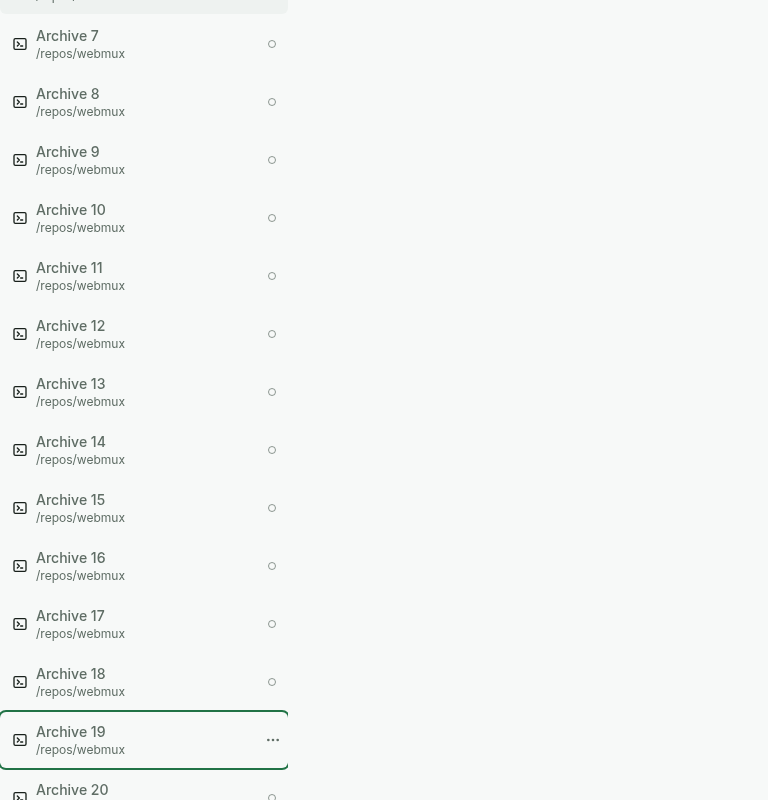 Archive 7
/repos/webmux
Archive 8
/repos/webmux
Archive 9
/repos/webmux
Archive 10
/repos/webmux
Archive 11
/repos/webmux
Archive 12
/repos/webmux
Archive 13
/repos/webmux
Archive 14
/repos/webmux
Archive 15
/repos/webmux
Archive 16
/repos/webmux
Archive 17
/repos/webmux
Archive 18
/repos/webmux
Archive 19
/repos/webmux
Archive 20